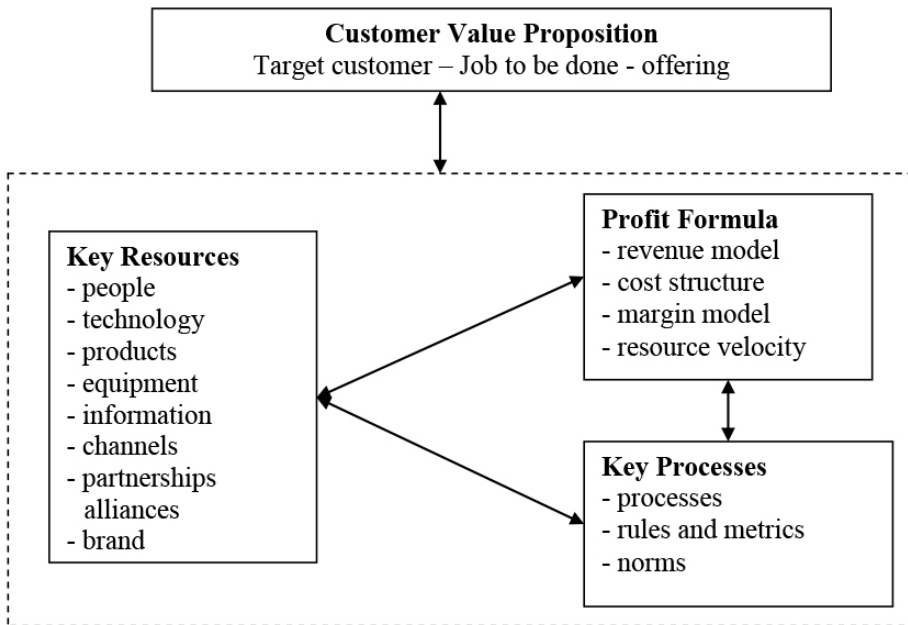 Customer Value Proposition
Target customer – Job to be done - offering
Key Resources
- people
- technology
- products
- equipment
- information
- channels
- partnerships
alliances
- brand
Profit Formula
- revenue model
- cost structure
- margin model
- resource velocity
Key Processes
- processes
- rules and metrics
- norms